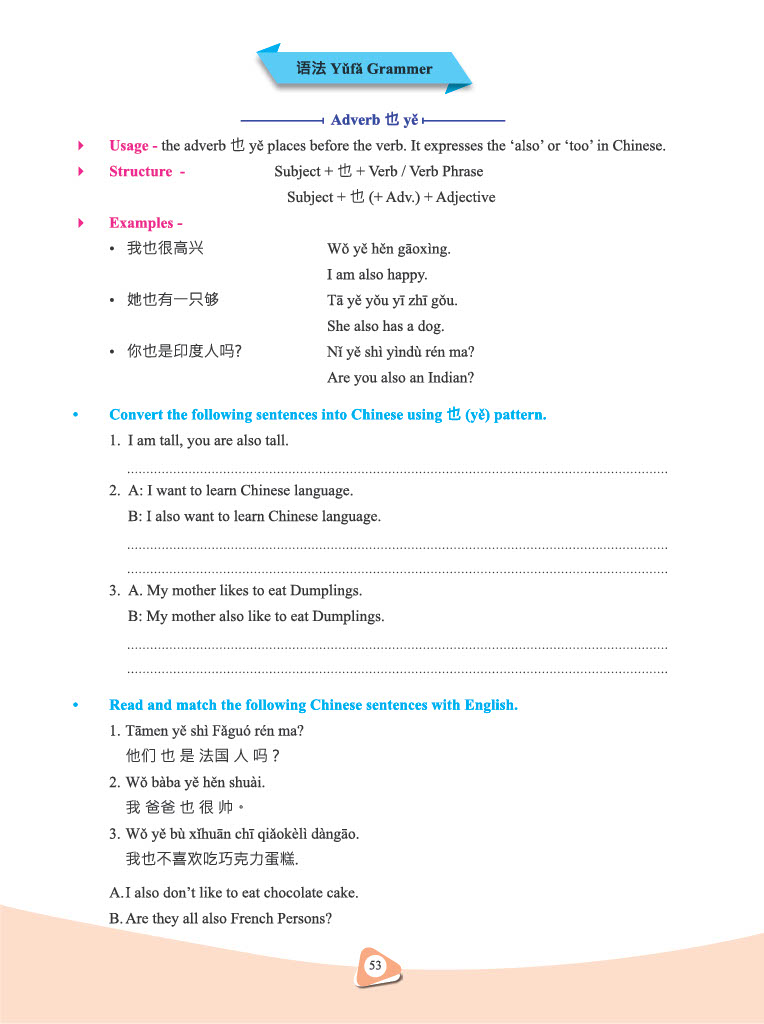 语法 Yǔfǎ Grammer
Adverb 也 yě
Usage - the adverb 也 yě places before the verb. It expresses the ‘also’ or ‘too’ in Chinese.
Structure - Subject + 也 + Verb / Verb Phrase
Subject + 也 (+ Adv.) + Adjective
Examples -
• 我也很高兴 Wǒ yě hěn gāoxìng.
I am also happy.
• 她也有一只够 Tā yě yǒu yī zhī gǒu.
She also has a dog.
• 你也是印度人吗? Nǐ yě shì yìndù rén ma?
Are you also an Indian?
• Convert the following sentences into Chinese using 也 (yě) pattern.
1. I am tall, you are also tall.
2. A: I want to learn Chinese language.
B: I also want to learn Chinese language.
3. A. My mother likes to eat Dumplings.
B: My mother also like to eat Dumplings.
• Read and match the following Chinese sentences with English.
1. Tāmen yě shì Fǎguó rén ma?
他们 也 是 法国 人 吗 ?
2. Wǒ bàba yě hěn shuài.
我 爸爸 也 很 帅。
3. Wǒ yě bù xǐhuān chī qiǎokèlì dàngāo.
我也不喜欢吃巧克力蛋糕.
A. I also don’t like to eat chocolate cake.
B. Are they all also French Persons?
53